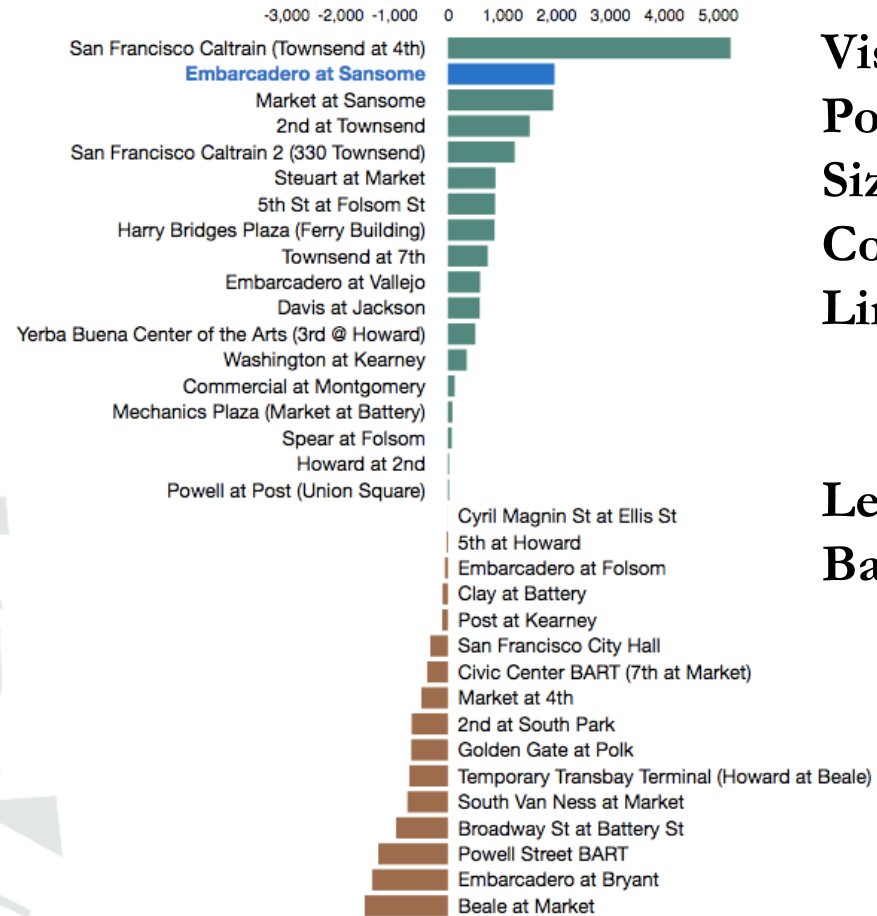 -3,000 -2,000 -1,000 0 1,000 2,000 3,000 4,000 5,000
San Francisco Caltrain (Townsend at 4th)
Embarcadero at Sansome
Market at Sansome
2nd at Townsend
San Francisco Caltrain 2 (330 Townsend)
Steuart at Market
5th St at Folsom St
Harry Bridges Plaza (Ferry Building)
Townsend at 7th
Embarcadero at Vallejo
Davis at Jackson
Yerba Buena Center of the Arts (3rd @ Howard)
Washington at Kearney
Commercial at Montgomery
Mechanics Plaza (Market at Battery)
Spear at Folsom
Howard at 2nd
Powell at Post (Union Square)
Cyril Magnin St at Ellis St
5th at Howard
Embarcadero at Folsom
Clay at Battery
Post at Kearney
San Francisco City Hall
Civic Center BART (7th at Market)
Market at 4th
2nd at South Park
Golden Gate at Polk
Temporary Transbay Terminal (Howard at Beale)
South Van Ness at Market
Broadway St at Battery St
Powell Street BART
Embarcadero at Bryant
Beale at Market